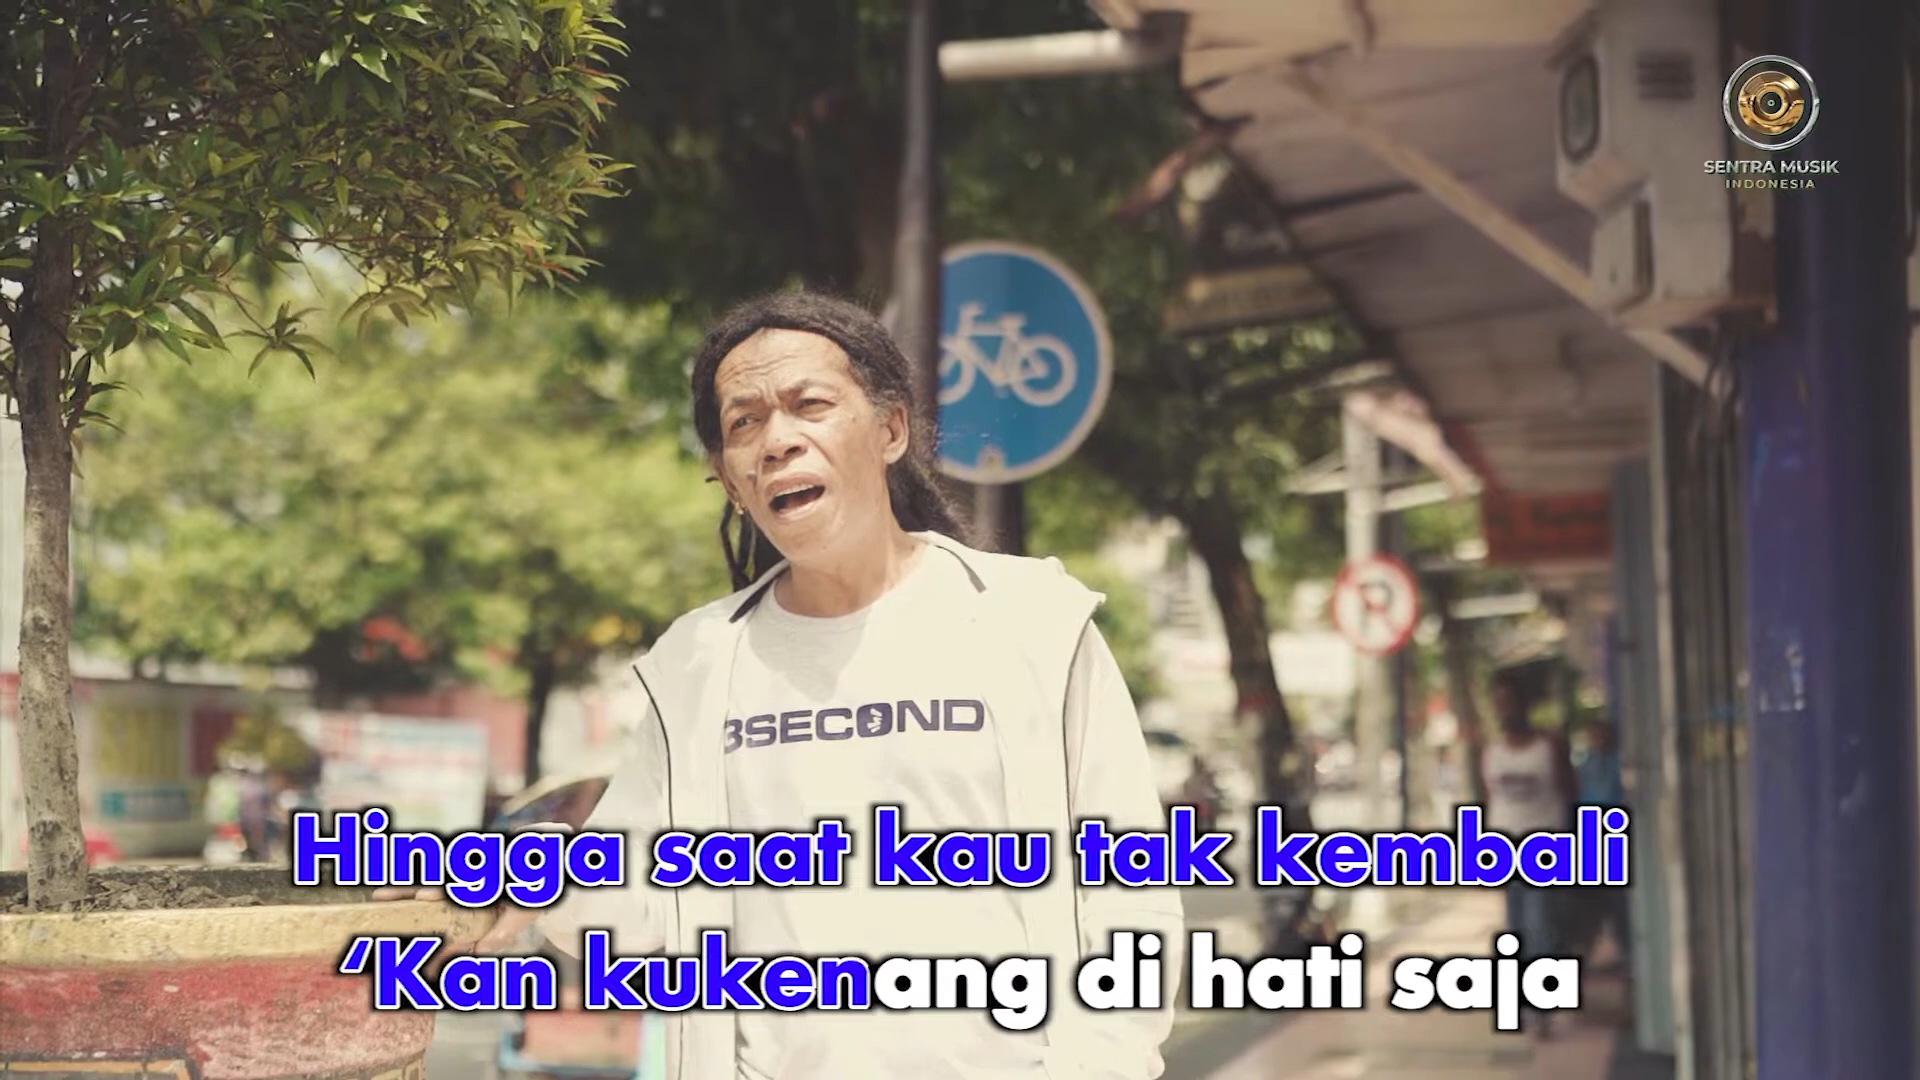 SENTRA MUSIK
INDONESIA
3SECOND
Hingga saat kau tak kembali
‘Kan kukenang di hati saja